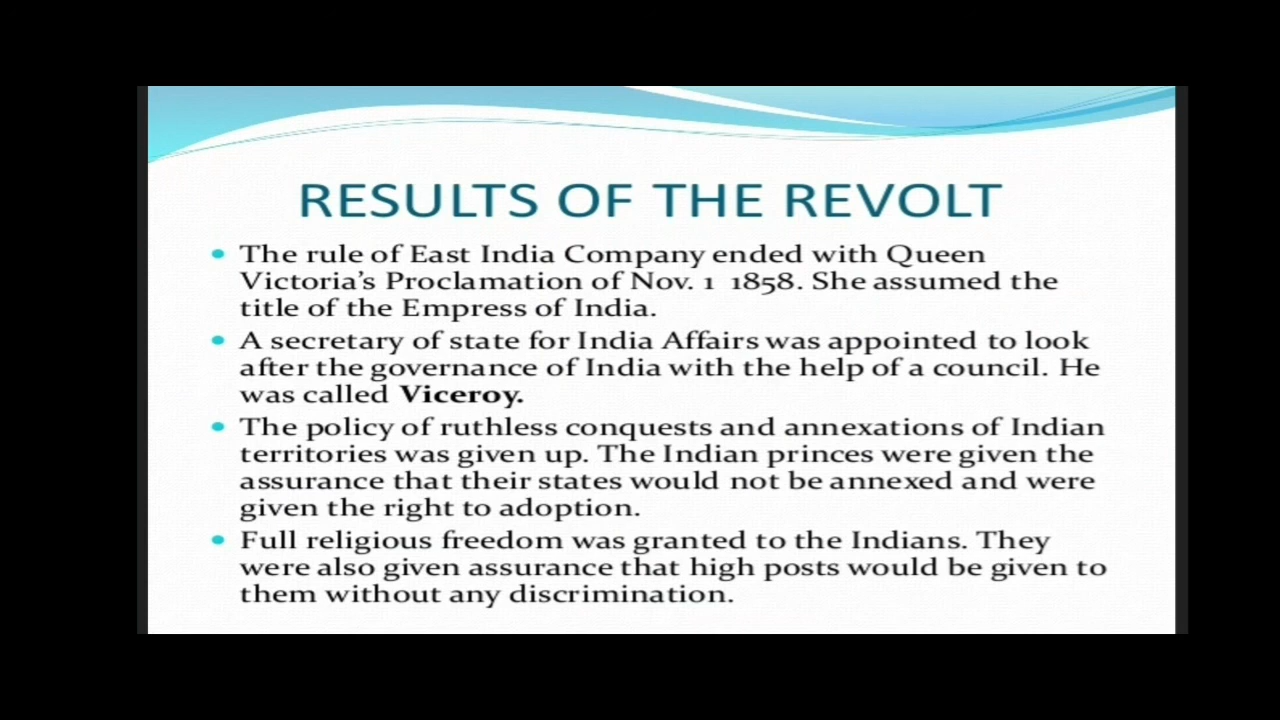 RESULTS OF THE REVOLT
• The rule of East India Company ended with Queen
Victoria's Proclamation of Nov. 1 1858. She assumed the
title of the Empress of India.
• A secretary of state for India Affairs was appointed to look
after the governance of India with the help of a council. He
was called Viceroy.
• The policy of ruthless conquests and annexations of Indian
territories was given up. The Indian princes were given the
assurance that their states would not be annexed and were
given the right to adoption.
• Full religious freedom was granted to the Indians. They
were also given assurance that high posts would be given to
them without any discrimination.